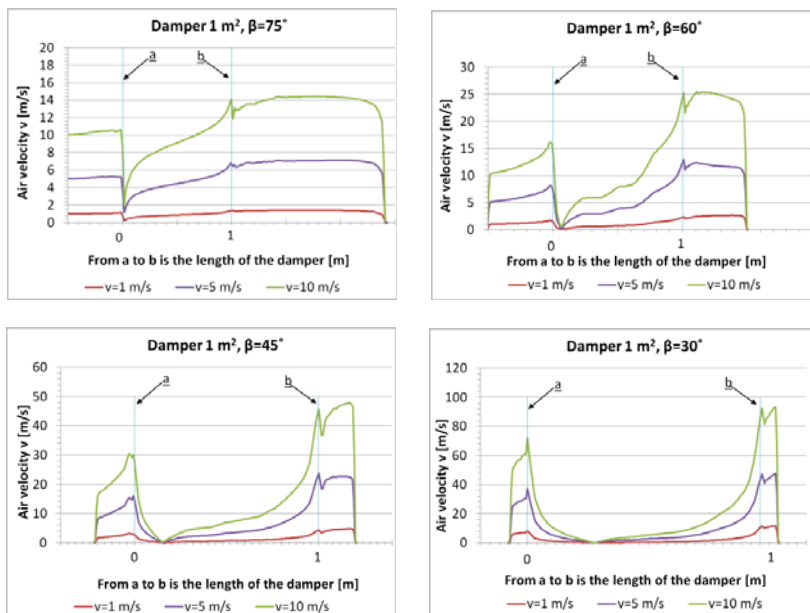 Damper 1 m², β=75°
Air velocity v [m/s]
20
18
16
14
12
10
8
6
4
2
0
a
b
0
1
From a to b is the length of the damper [m]
v=1 m/s
v=5 m/s
v=10 m/s
Damper 1 m², β=60°
Air velocity v [m/s]
30
25
20
15
10
5
0
a
b
0
1
From a to b is the length of the damper [m]
v=1 m/s
v=5 m/s
v=10 m/s
Damper 1 m², β=45°
Air velocity v [m/s]
60
50
40
30
20
10
0
a
b
0
1
From a to b is the length of the damper [m]
v=1 m/s
v=5 m/s
v=10 m/s
Damper 1 m², β=30°
Air velocity v [m/s]
120
100
80
60
40
20
0
a
b
0
1
From a to b is the length of the damper [m]
v=1 m/s
v=5 m/s
v=10 m/s